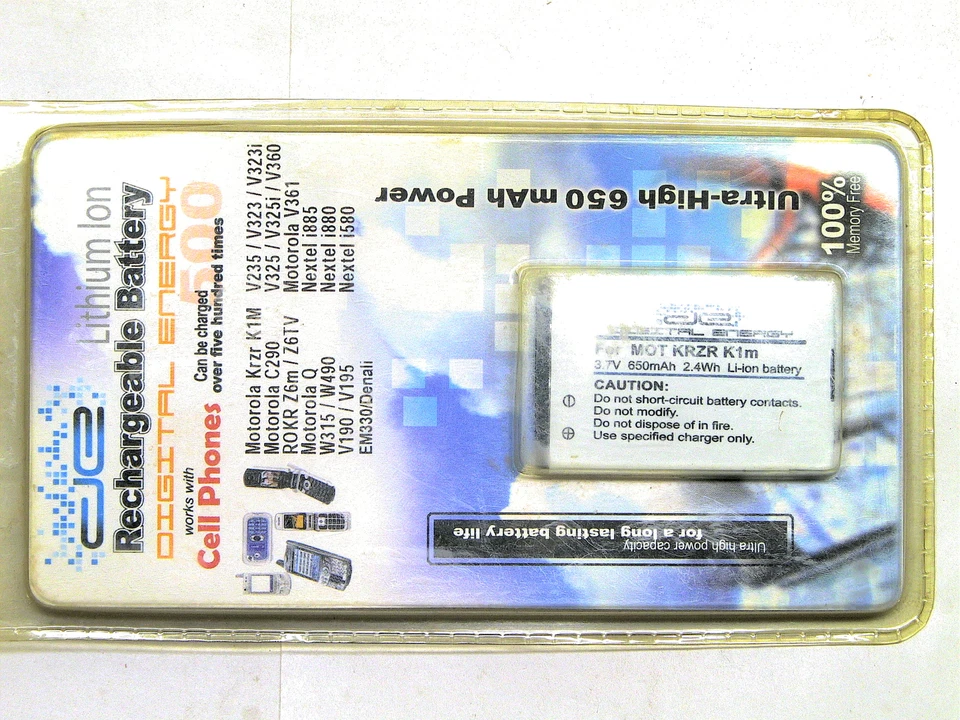 Lithium Ion
Rechargeable Battery
DIGITAL ENERGY
de
works with
Cell Phones
Can be charged
500
over five hundred times
Motorola Krzr K1M
Motorola C290
ROKR Z6m / Z6TV
Motorola Q
W315 / W490
V190 / V195
EM330/Denali
V235 / V323 / V323i
V325 / V325i / V360
Motorola V361
Nextel i885
Nextel i880
Nextel i580
Ultra-High 650 mAh Power
100%
Memory Free
de
DIGITAL ENERGY
For MOT KRZR K1m
3.7V 650mAh 2.4Wh Li-ion battery
CAUTION:
Do not short-circuit battery contacts.
Do not modify.
Do not dispose of in fire.
Use specified charger only.
Ultra high power capacity
for a long lasting battery life